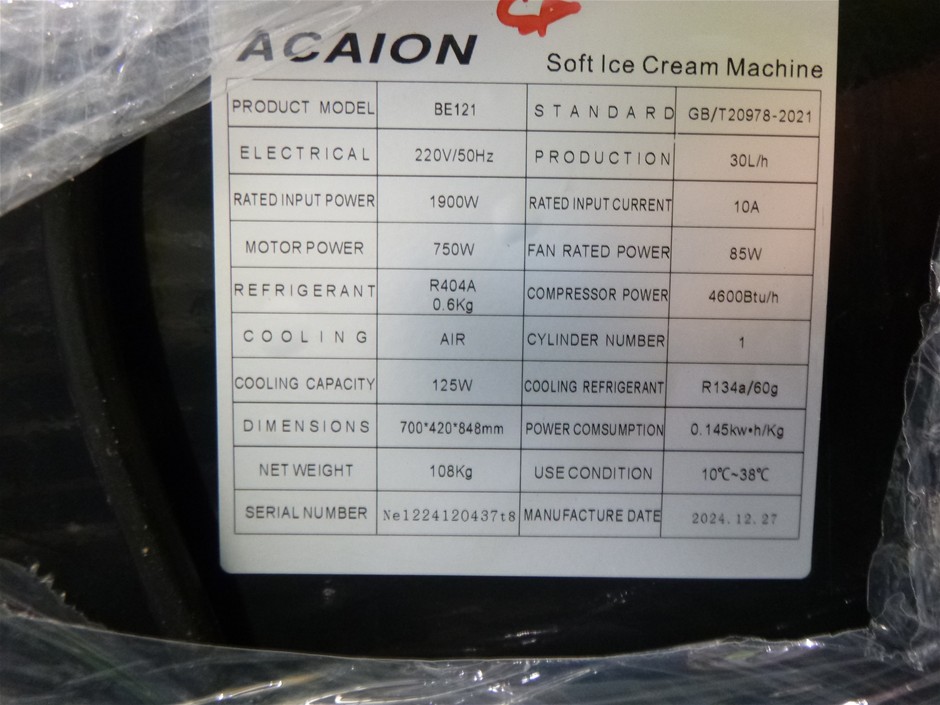 ACAION
Soft Ice Cream Machine
PRODUCT MODEL BE121 STANDARD GB/T20978-2021
ELECTRICAL 220V/50Hz PRODUCTION 30L/h
RATED INPUT POWER 1900W RATED INPUT CURRENT 10A
MOTOR POWER 750W FAN RATED POWER 85W
REFRIGERANT R404A 0.6Kg COMPRESSOR POWER 4600Btu/h
COOLING AIR CYLINDER NUMBER 1
COOLING CAPACITY 125W COOLING REFRIGERANT R134a/60g
DIMENSIONS 700*420*848mm POWER COMSUMPTION 0.145kw•h/Kg
NET WEIGHT 108Kg USE CONDITION 10℃~38℃
SERIAL NUMBER Ne1224120437t8 MANUFACTURE DATE 2024.12.27